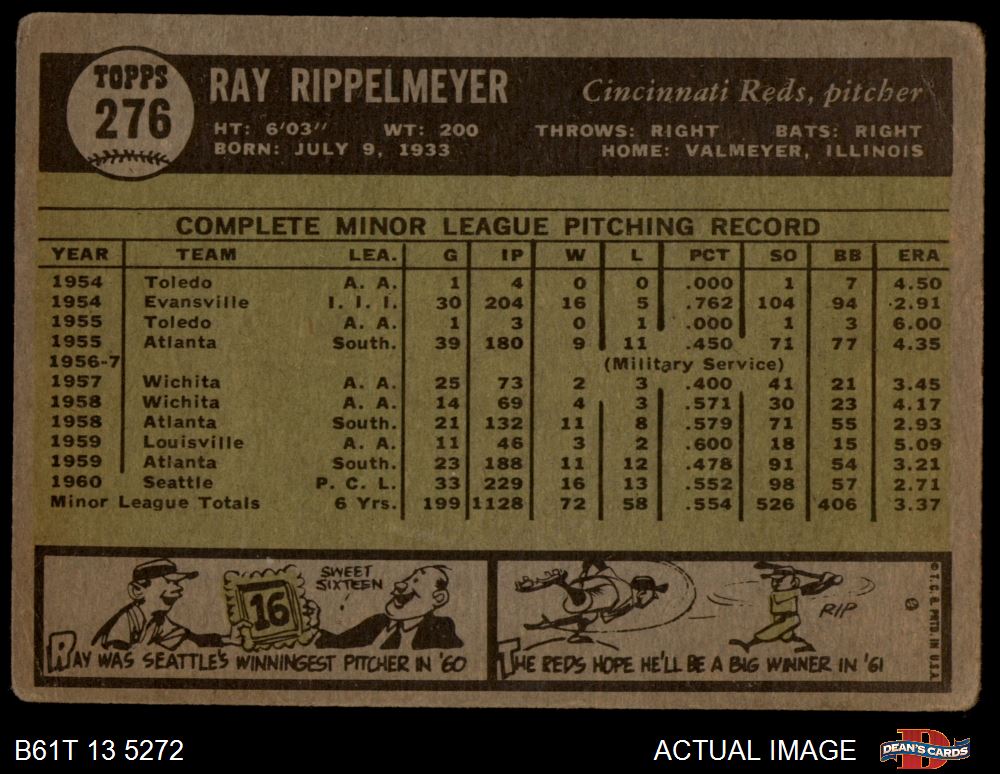 TOPPS
276
RAY RIPPELMEYER
Cincinnati Reds, pitcher
HT: 6'03" WT: 200 THROWS: RIGHT BATS: RIGHT
BORN: JULY 9, 1933 HOME: VALMEYER, ILLINOIS
COMPLETE MINOR LEAGUE PITCHING RECORD
YEAR TEAM LEA. G IP W L PCT SO BB ERA
1954 Toledo A. A. 1 4 0 0 .000 1 7 4.50
1954 Evansville I. I. I. 30 204 16 5 .762 104 94 2.91
1955 Toledo A. A. 1 3 0 1 .000 1 3 6.00
1955 Atlanta South. 39 180 9 11 .450 71 77 4.35
1956-7 (Military Service)
1957 Wichita A. A. 25 73 2 3 .400 41 21 3.45
1958 Wichita A. A. 14 69 4 3 .571 30 23 4.17
1958 Atlanta South. 21 132 11 8 .579 71 55 2.93
1959 Louisville A. A. 11 46 3 2 .600 18 15 5.09
1959 Atlanta South. 23 188 11 12 .478 91 54 3.21
1960 Seattle P. C. L. 33 229 16 13 .552 98 57 2.71
Minor League Totals 6 Yrs. 199 1128 72 58 .554 526 406 3.37
SWEET
SIXTEEN
!
16
RAY WAS SEATTLE'S WINNINGEST PITCHER IN '60
RIP
THE REDS HOPE HE'LL BE A BIG WINNER IN '61
© T. C. G. PRTD. IN U.S.A.
B61T 13 5272
ACTUAL IMAGE
DEAN'S CARDS